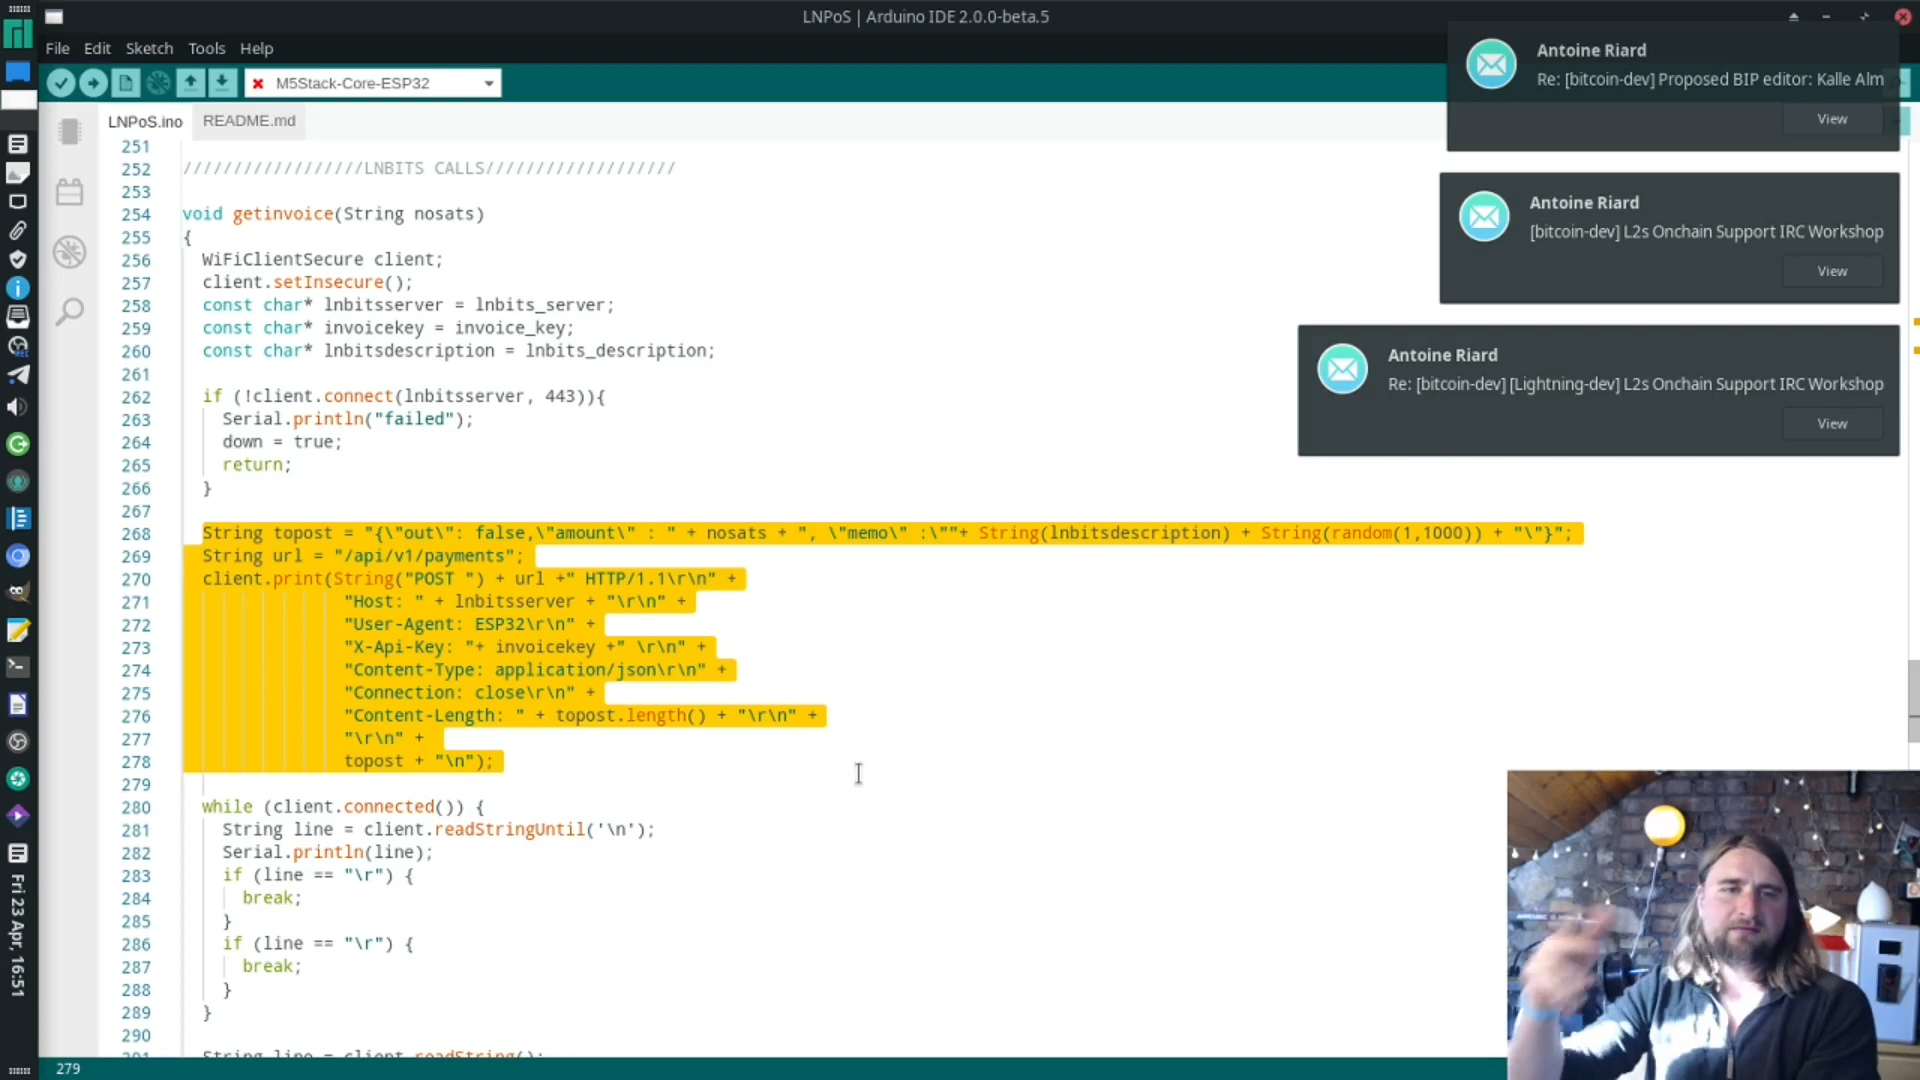 LNPoS | Arduino IDE 2.0.0-beta.5
File Edit Sketch Tools Help
M5Stack-Core-ESP32
LNPoS.ino README.md
251
252 //////////////////LNBITS CALLS///////////////////
253
254 void getinvoice(String nosats)
255 {
256 WiFiClientSecure client;
257 client.setInsecure();
258 const char* lnbitsserver = lnbits_server;
259 const char* invoicekey = invoice_key;
260 const char* lnbitsdescription = lnbits_description;
261
262 if (!client.connect(lnbitsserver, 443)){
263 Serial.println("failed");
264 down = true;
265 return;
266 }
267
268 String topost = "{\"out\": false,\"amount\" : " + nosats + ", \"memo\" :\""+ String(lnbitsdescription) + String(random(1,1000)) + "\"}";
269 String url = "/api/v1/payments";
270 client.print(String("POST ") + url +" HTTP/1.1\r\n" +
271 "Host: " + lnbitsserver + "\r\n" +
272 "User-Agent: ESP32\r\n" +
273 "X-Api-Key: "+ invoicekey +" \r\n" +
274 "Content-Type: application/json\r\n" +
275 "Connection: close\r\n" +
276 "Content-Length: " + topost.length() + "\r\n" +
277 "\r\n" +
278 topost + "\n");
279
280 while (client.connected()) {
281 String line = client.readStringUntil('\n');
282 Serial.println(line);
283 if (line == "\r") {
284 break;
285 }
286 if (line == "\r") {
287 break;
288 }
289 }
290
291 String line = client.readString();
279
Antoine Riard
Re: [bitcoin-dev] Proposed BIP editor: Kalle Alm
View
Antoine Riard
[bitcoin-dev] L2s Onchain Support IRC Workshop
View
Antoine Riard
Re: [bitcoin-dev] [Lightning-dev] L2s Onchain Support IRC Workshop
View
Fri 23 Apr, 16:51